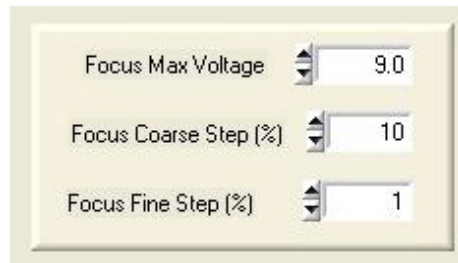 Focus Max Voltage 9.0
Focus Coarse Step (%) 10
Focus Fine Step (%) 1